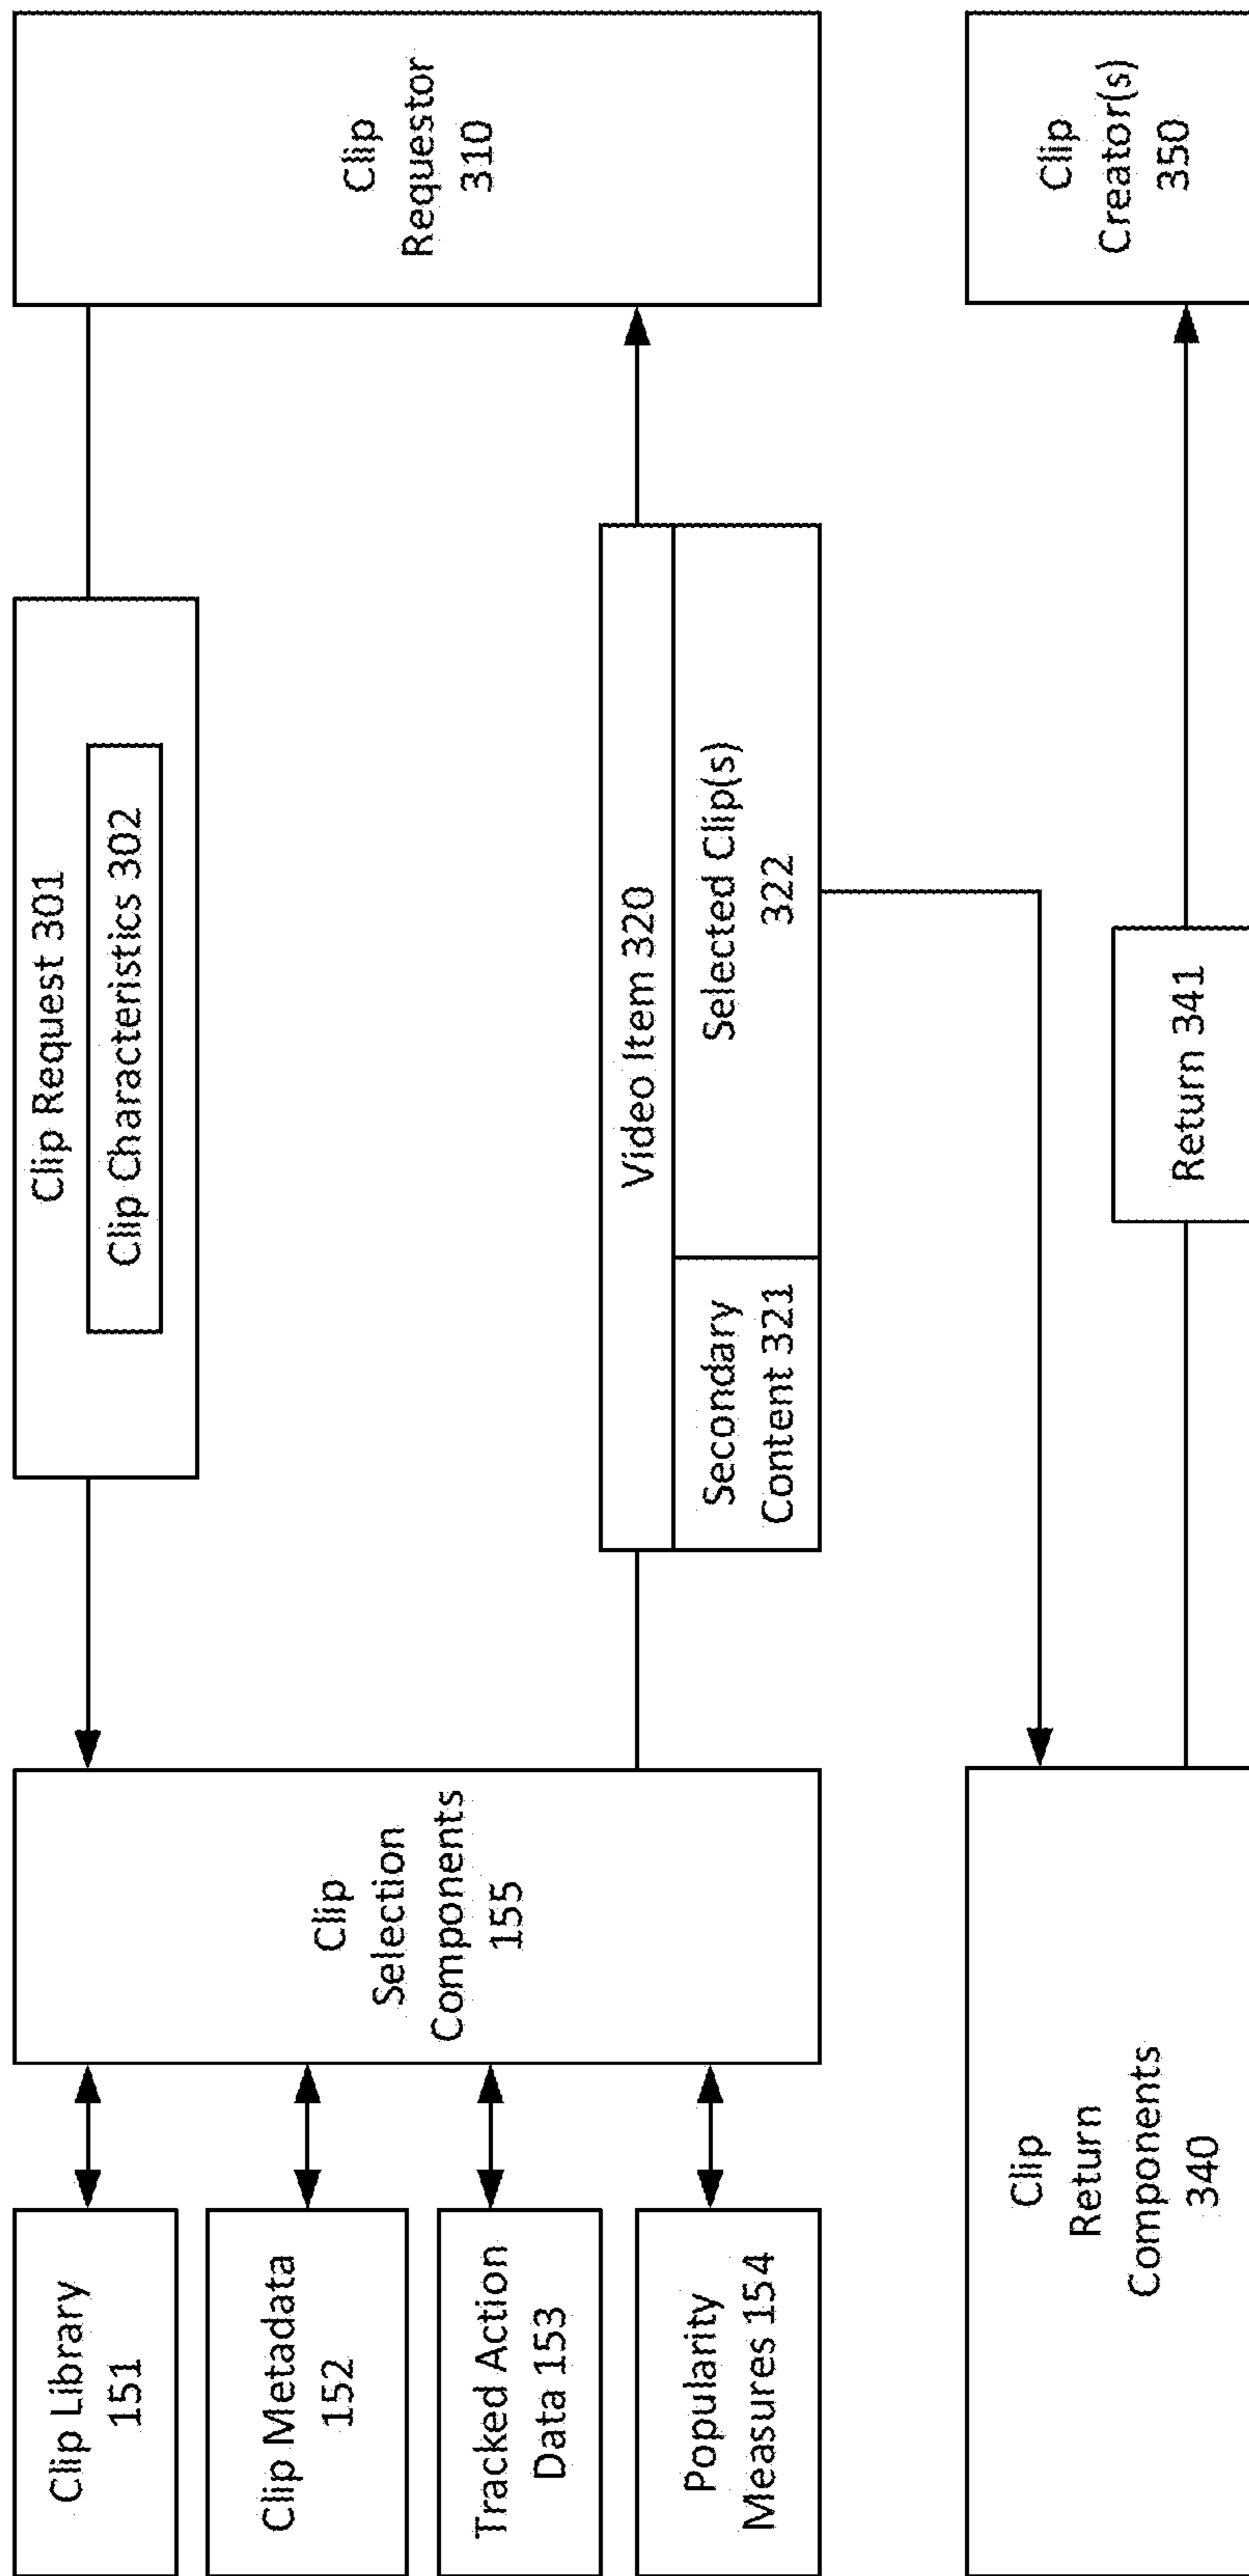 Clip Library
151
Clip Metadata
152
Tracked Action
Data 153
Popularity
Measures 154
Clip
Selection
Components
155
Clip Request 301
Clip Characteristics 302
Video Item 320
Secondary
Content 321
Selected Clip(s)
322
Clip
Requestor
310
Clip
Return
Components
340
Return 341
Clip
Creator(s)
350